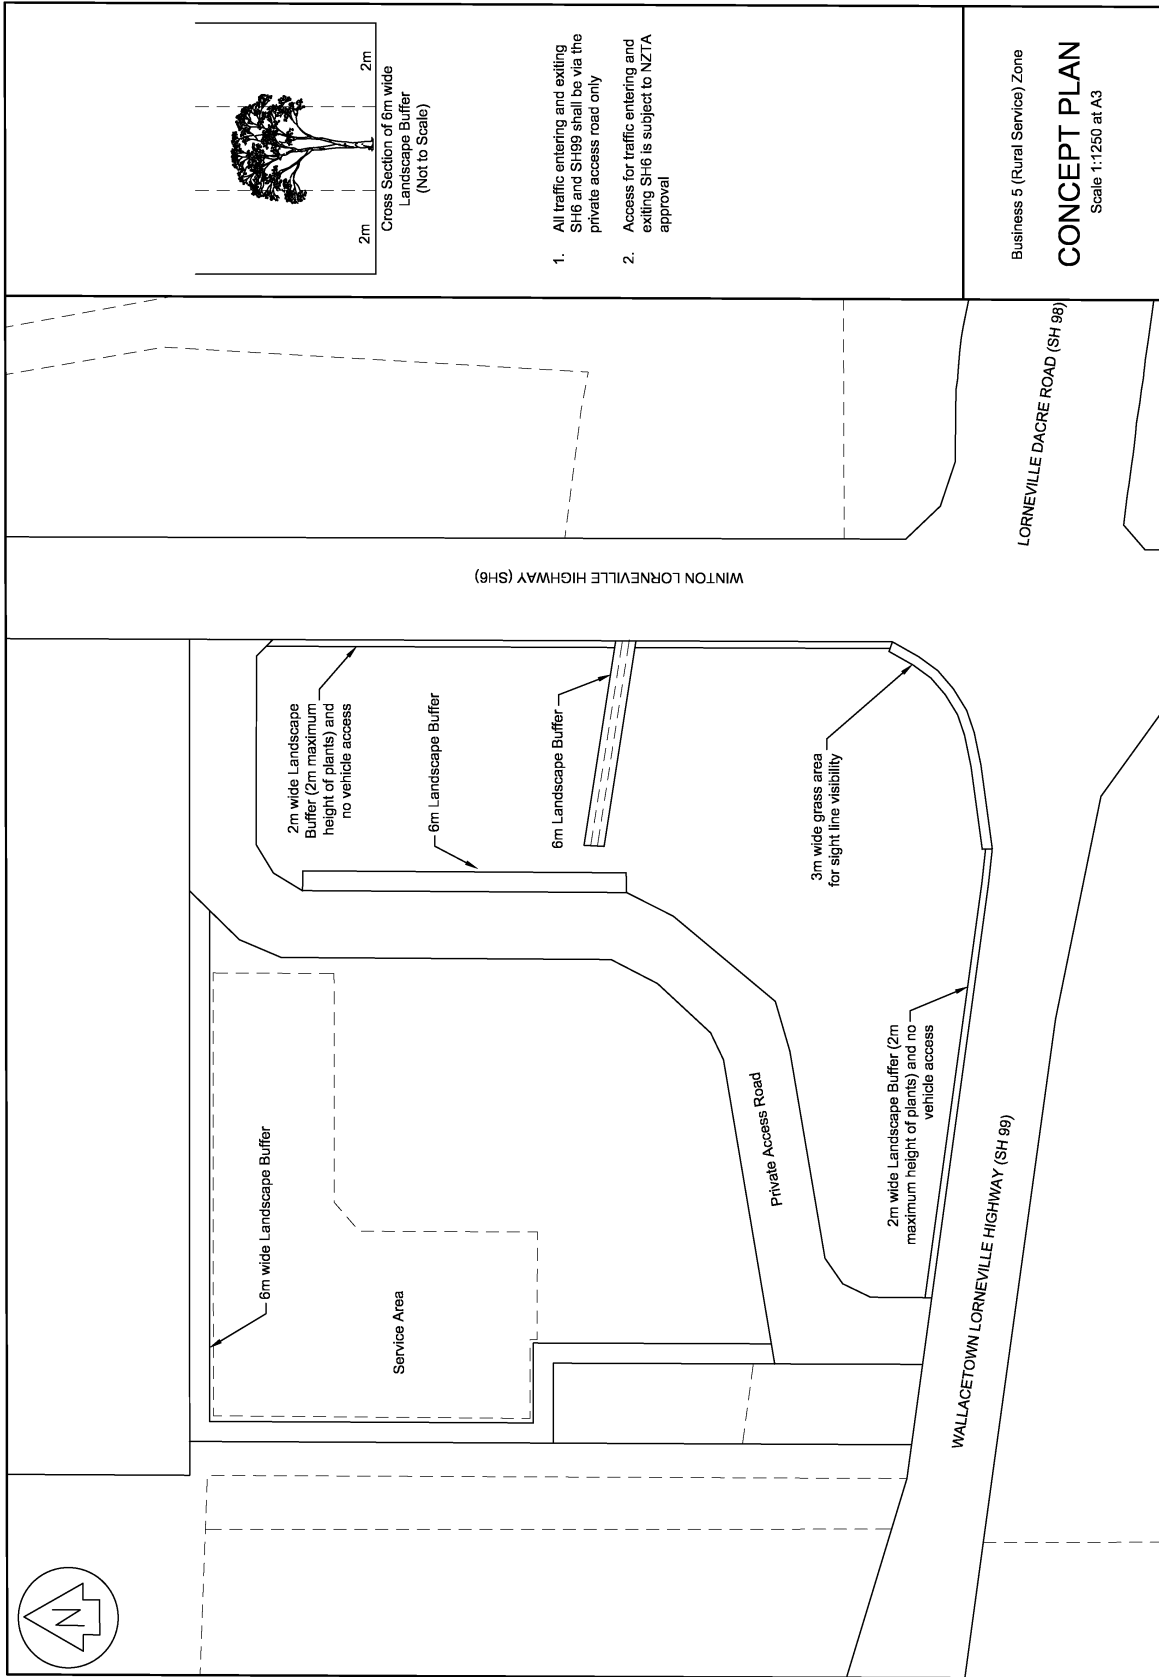 N
6m wide Landscape Buffer
Service Area
2m wide Landscape
Buffer (2m maximum
height of plants) and
no vehicle access
6m Landscape Buffer
6m Landscape Buffer
3m wide grass area
for sight line visibility
Private Access Road
2m wide Landscape Buffer (2m
maximum height of plants) and no
vehicle access
WALLACETOWN LORNEVILLE HIGHWAY (SH 99)
WINTON LORNEVILLE HIGHWAY (SH6)
LORNEVILLE DACRE ROAD (SH 98)
2m
2m
Cross Section of 6m wide
Landscape Buffer
(Not to Scale)
1. All traffic entering and exiting
SH6 and SH99 shall be via the
private access road only
2. Access for traffic entering and
exiting SH6 is subject to NZTA
approval
Business 5 (Rural Service) Zone
CONCEPT PLAN
Scale 1:1250 at A3